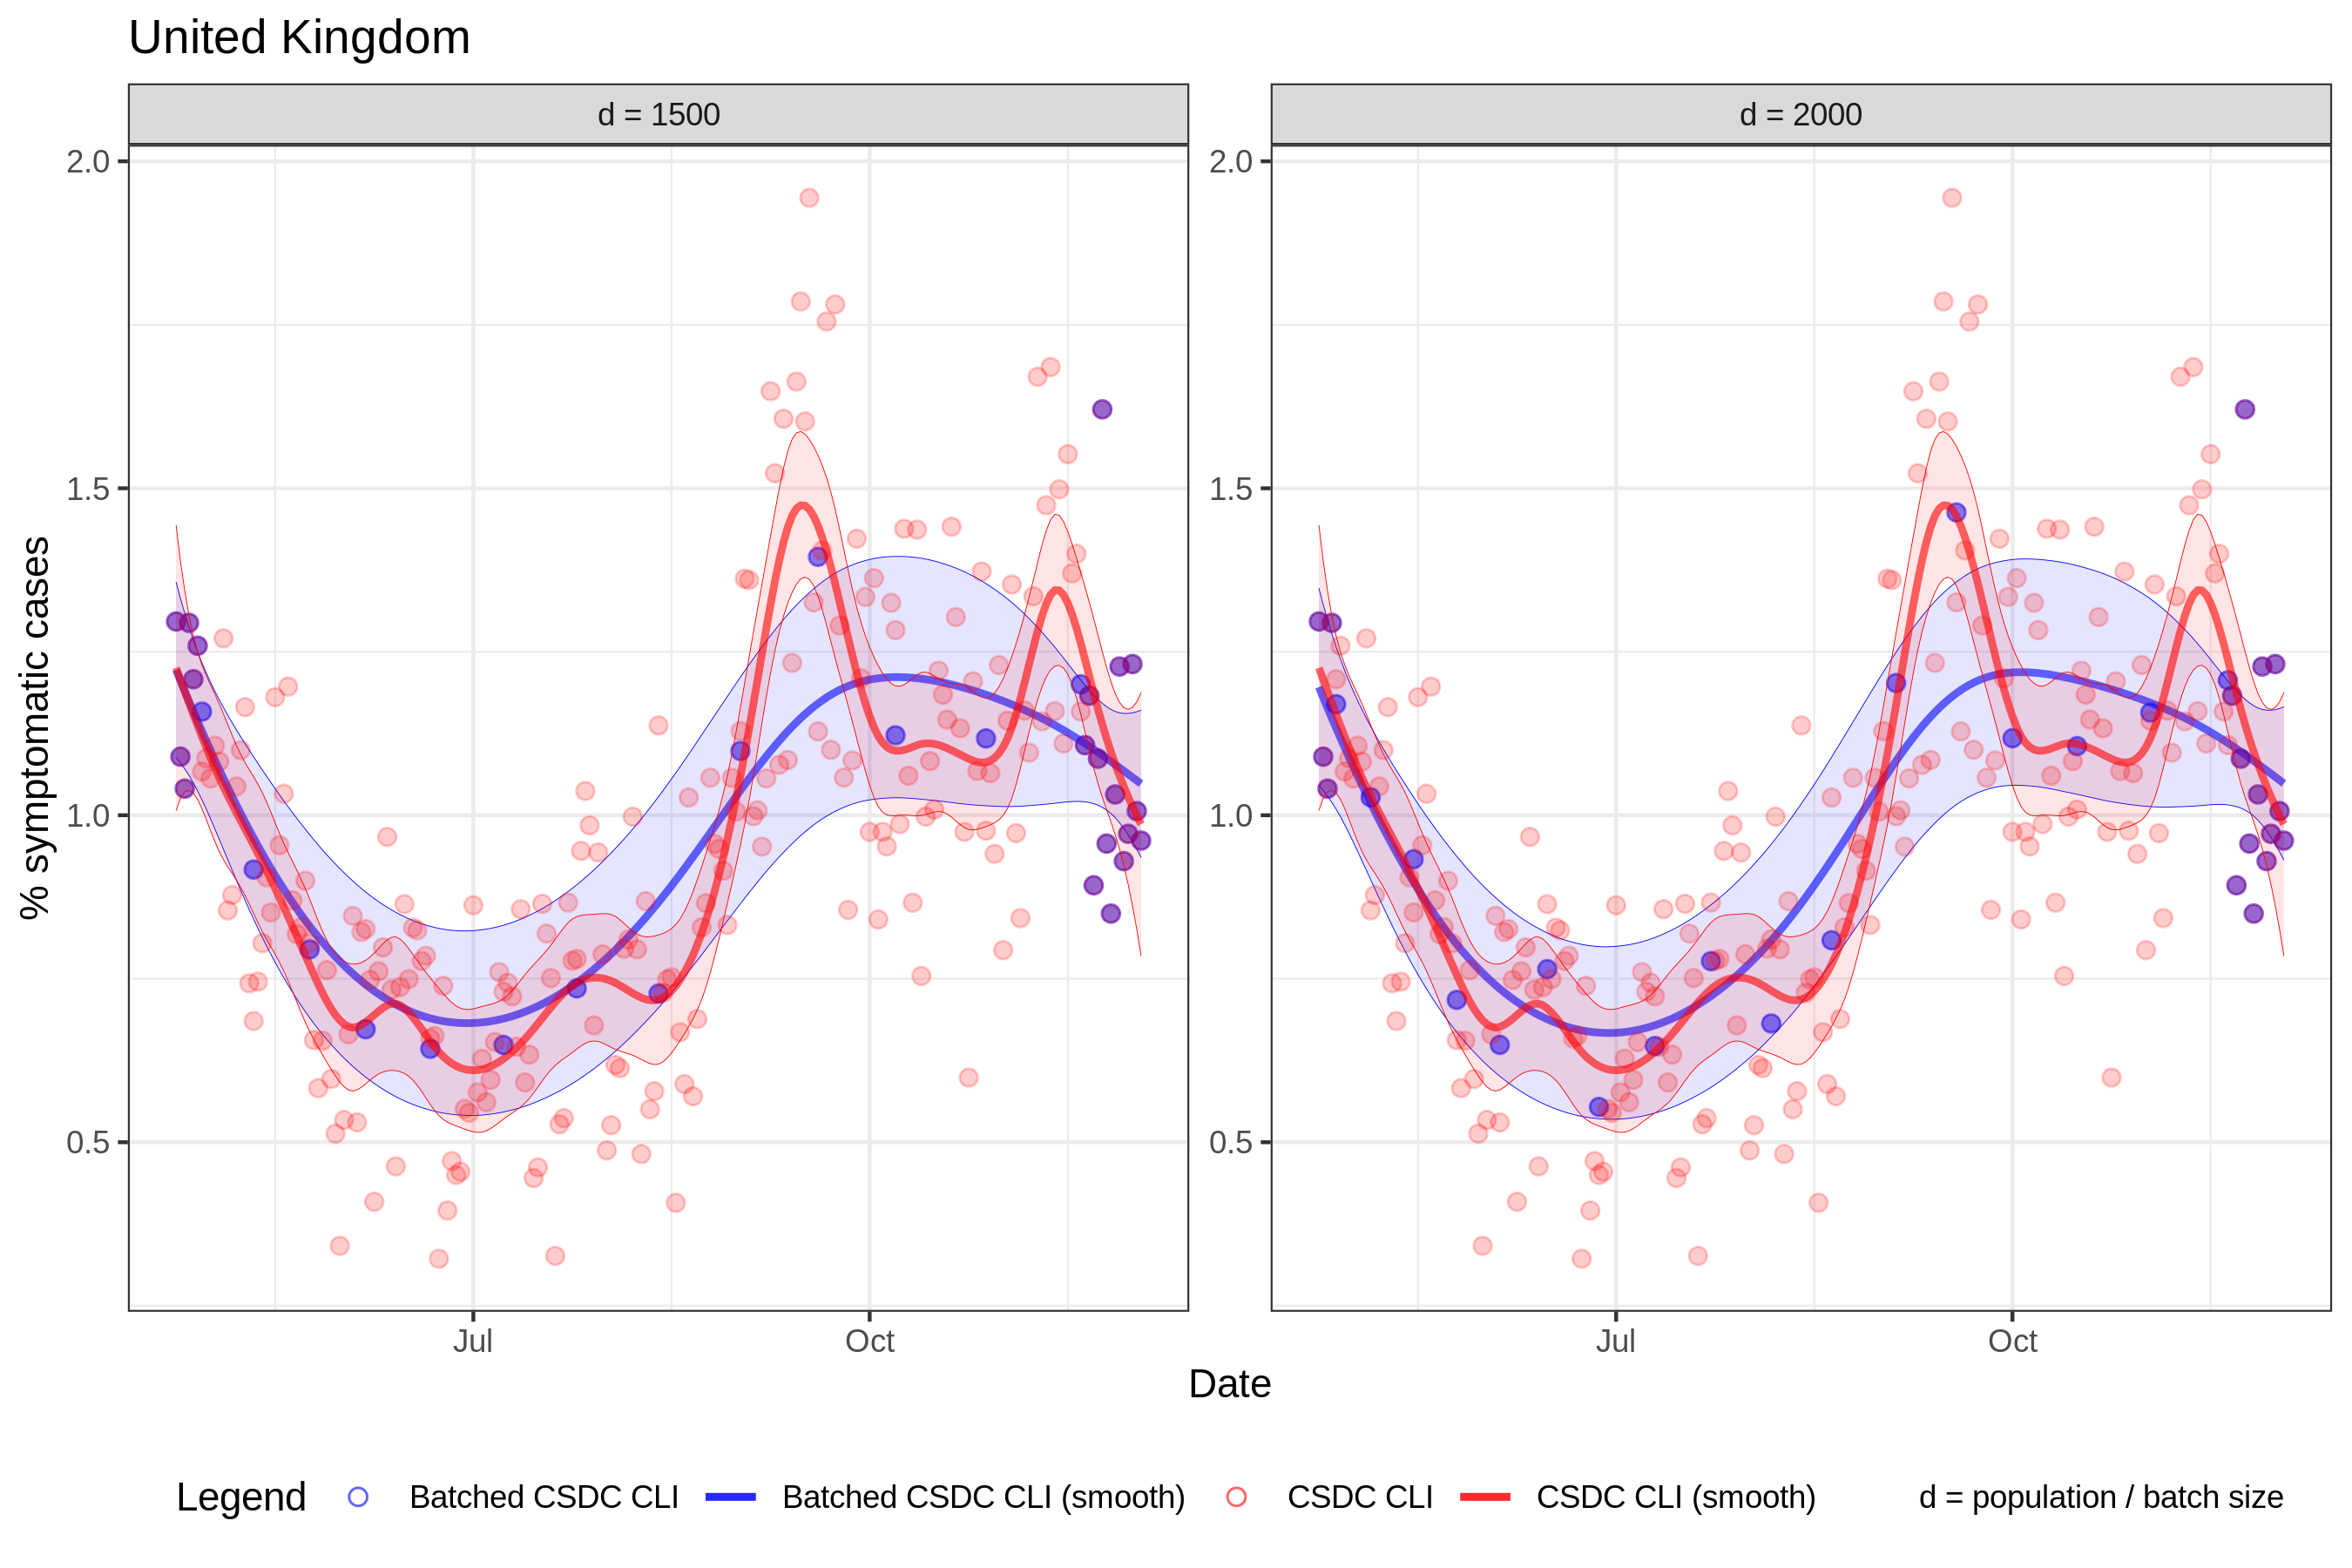 United Kingdom
d = 1500
d = 2000
2.0
1.5
1.0
0.5
2.0
1.5
1.0
0.5
% symptomatic cases
Jul
Oct
Jul
Oct
Date
Legend
Batched CSDC CLI
Batched CSDC CLI (smooth)
CSDC CLI
CSDC CLI (smooth)
d = population / batch size